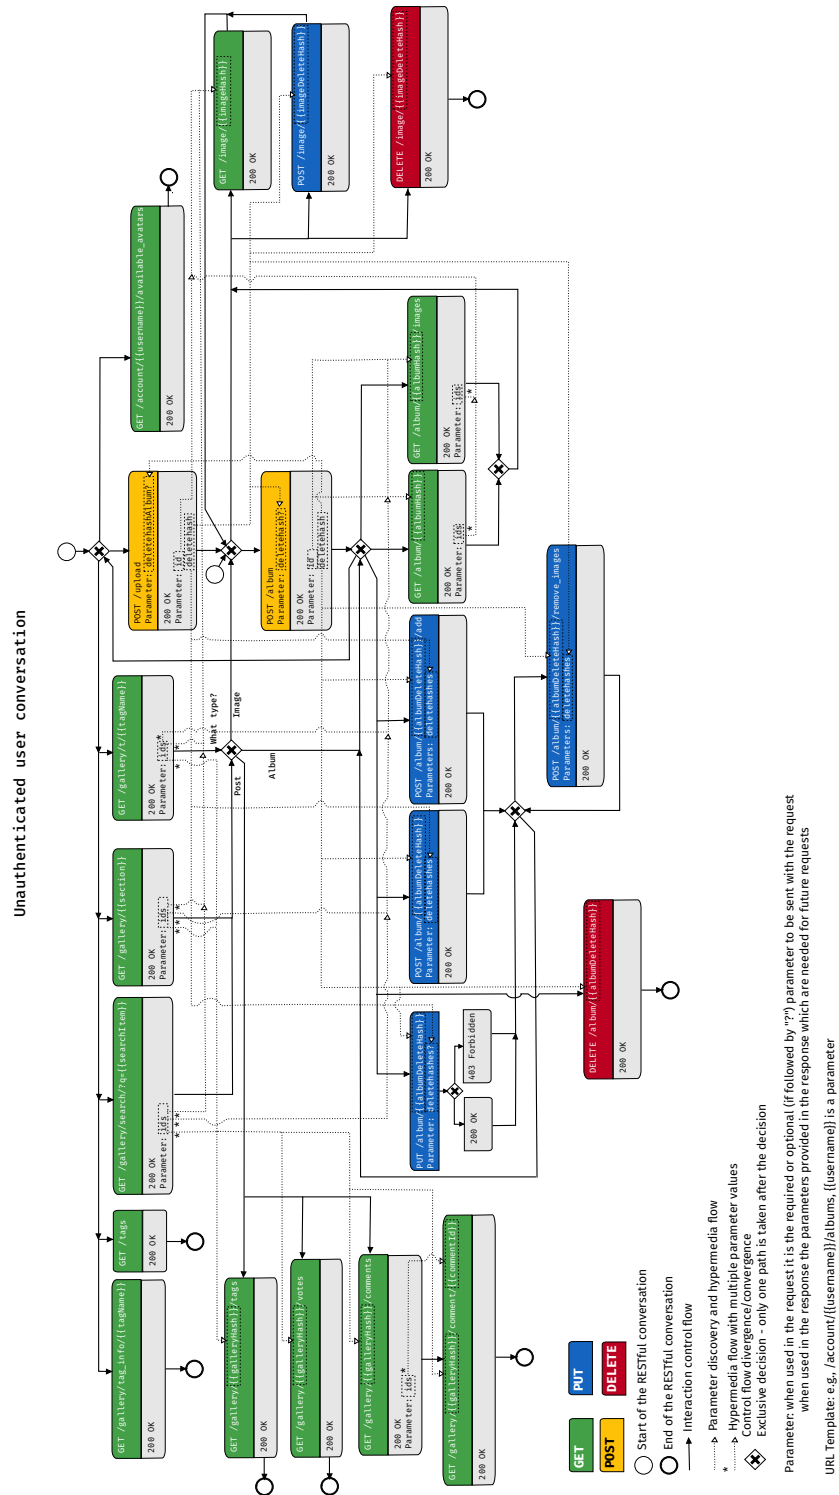 Unauthenticated user conversation
GET /gallery/tag_info/{{tagName}}
200 OK
GET /tags
200 OK
GET /gallery/search/?q={{searchItem}}
200 OK
Parameter: ids
* * *
GET /gallery/{{section}}
200 OK
Parameter: ids
* * *
GET /gallery/t/{{tagName}}
200 OK
Parameter: ids
* * *
POST /upload
Parameter: deletehashAlbum?
200 OK
Parameter: id
deletehash
GET /account/{{username}}/available_avatars
200 OK
What type?
Post
Image
Album
POST /album
Parameter: deletehash?
200 OK
Parameter: id
deletehash
GET /image/{{imageHash}}
200 OK
POST /image/{{imageDeleteHash}}
200 OK
DELETE /image/{{imageDeleteHash}}
200 OK
GET /gallery/{{galleryHash}}/tags
200 OK
GET /gallery/{{galleryHash}}/votes
200 OK
GET /gallery/{{galleryHash}}/comments
200 OK
Parameter: ids *
GET /gallery/{{galleryHash}}/comment/{{commentId}}
200 OK
PUT /album/{{albumDeleteHash}}
Parameter: deletehashes?
200 OK
403 Forbidden
POST /album/{{albumDeleteHash}}
Parameter: deletehashes
200 OK
POST /album/{{albumDeleteHash}}/add
Parameters: deletehashes
200 OK
GET /album/{{albumHash}}
200 OK
Parameter: ids
*
GET /album/{{albumHash}}/images
200 OK
Parameter: ids
*
POST /album/{{albumDeleteHash}}/remove_images
Parameters: deletehashes
200 OK
DELETE /album/{{albumDeleteHash}}
200 OK
GET
PUT
POST
DELETE
Start of the RESTful conversation
End of the RESTful conversation
Interaction control flow
Parameter discovery and hypermedia flow
* Hypermedia flow with multiple parameter values
Control flow divergence/convergence
Exclusive decision - only one path is taken after the decision
Parameter: when used in the request it is the required or optional (if followed by "?") parameter to be sent with the request
when used in the response the parameters provided in the response which are needed for future requests
URL Template: e.g., /account/{{username}}/albums, {{username}} is a parameter